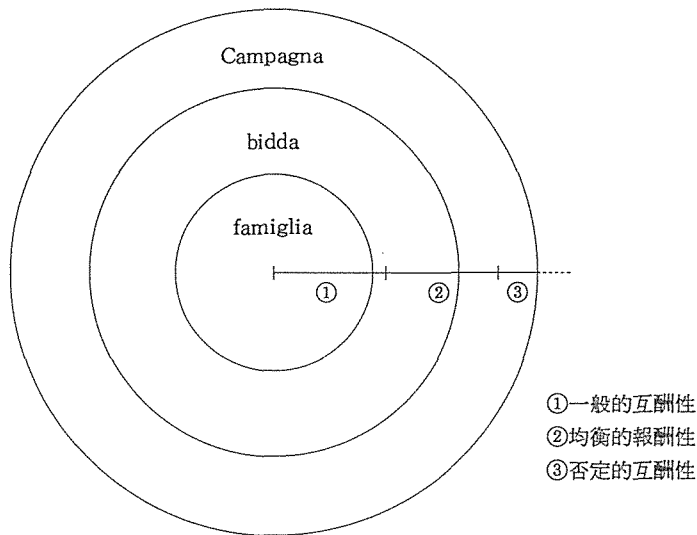 Campagna
bidda
famiglia
① ② ③
①一般的互酬性
②均衡的報酬性
③否定的互酬性